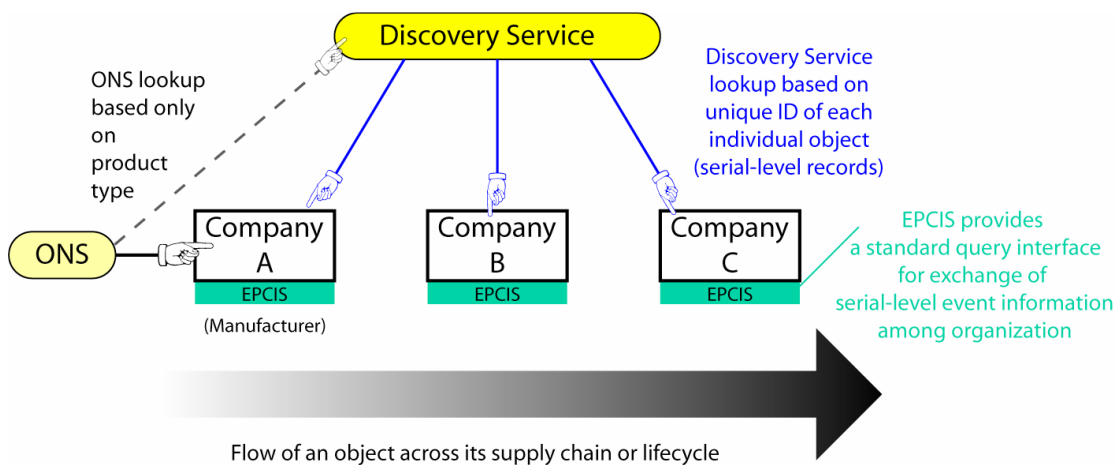 Discovery Service
ONS lookup
based only
on
product
type
Discovery Service
lookup based on
unique ID of each
individual object
(serial-level records)
ONS
Company
A
EPCIS
(Manufacturer)
Company
B
EPCIS
Company
C
EPCIS
EPCIS provides
a standard query interface
for exchange of
serial-level event information
among organization
Flow of an object across its supply chain or lifecycle